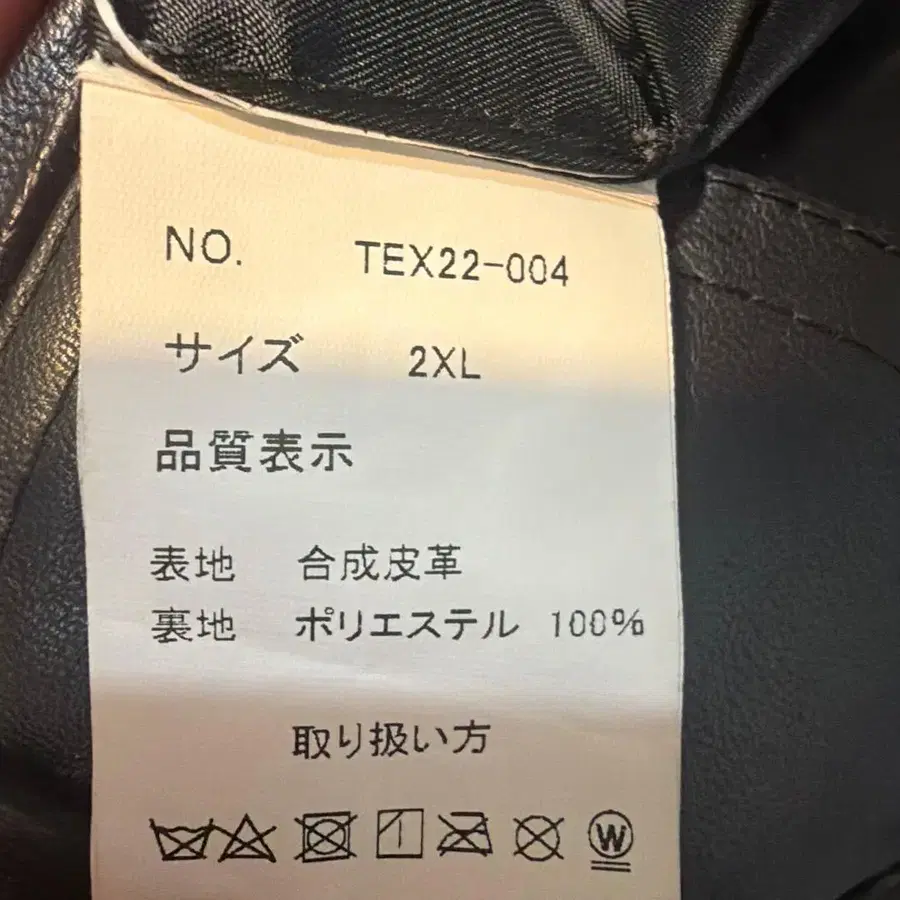 NO. TEX22-004
サイズ 2XL
品質表示
表地 合成皮革
裏地 ポリエステル 100%
取り扱い方
W